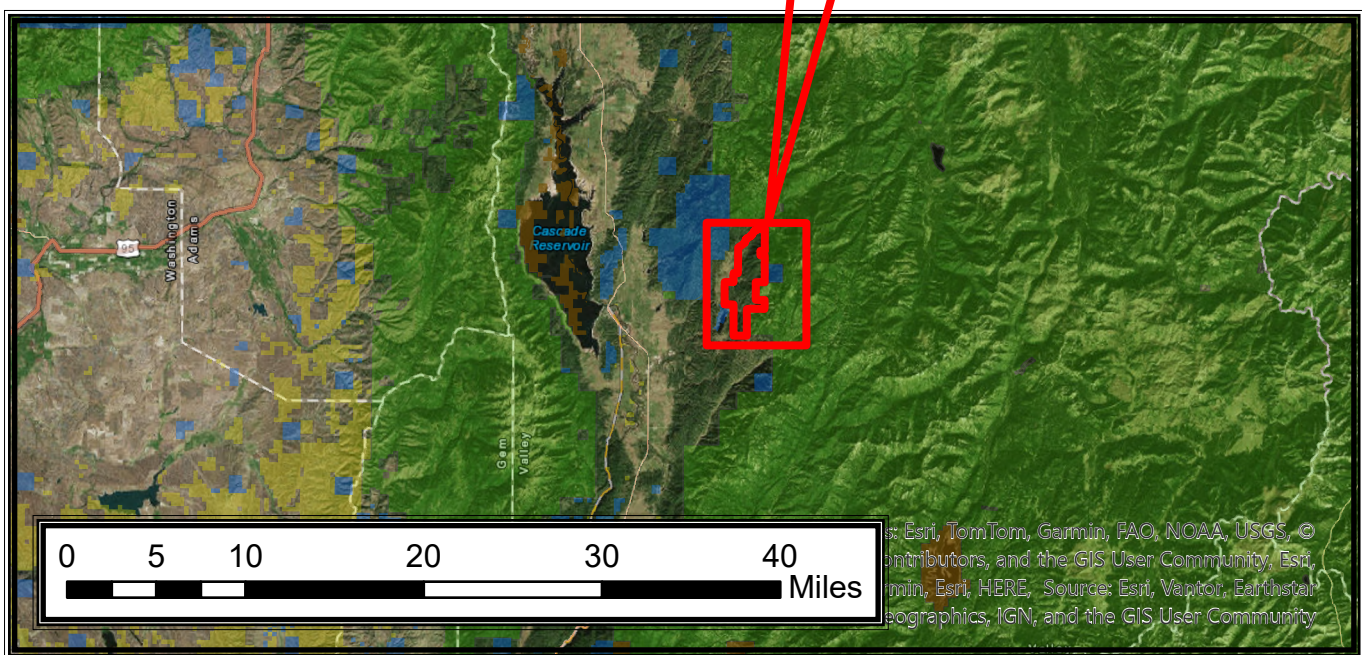 Washington
Adams
95
Cascade
Reservoir
Gem
Valley
0 5 10 20 30 40
Miles
s: Esri, TomTom, Garmin, FAO, NOAA, USGS, ©
ontributors, and the GIS User Community, Esri,
rmin, Esri, HERE, Source: Esri, Vantor, Earthstar
eographics, IGN, and the GIS User Community